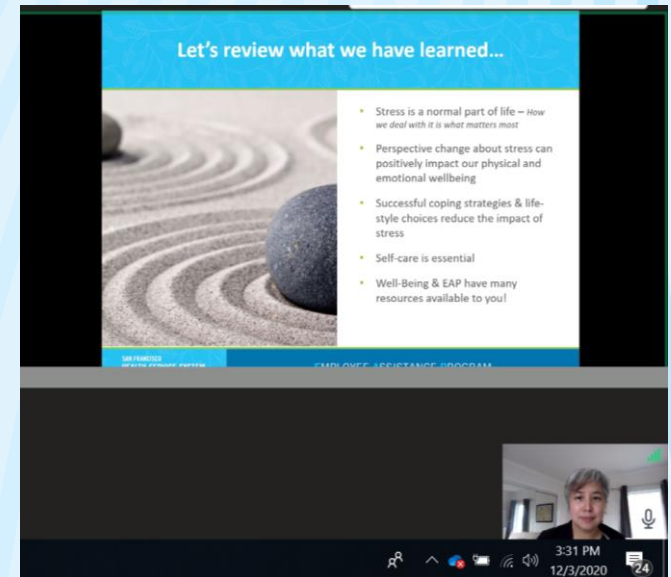 Let's review what we have learned...
Stress is a normal part of life – How
we deal with it is what matters most
Perspective change about stress can
positively impact our physical and
emotional wellbeing
Successful coping strategies & life-
style choices reduce the impact of
stress
Self-care is essential
Well-Being & EAP have many
resources available to you!
SAN FRANCISCO
HEALTH SERVICE SYSTEM
EMPLOYEE ASSISTANCE PROGRAM
3:31 PM
12/3/2020
24